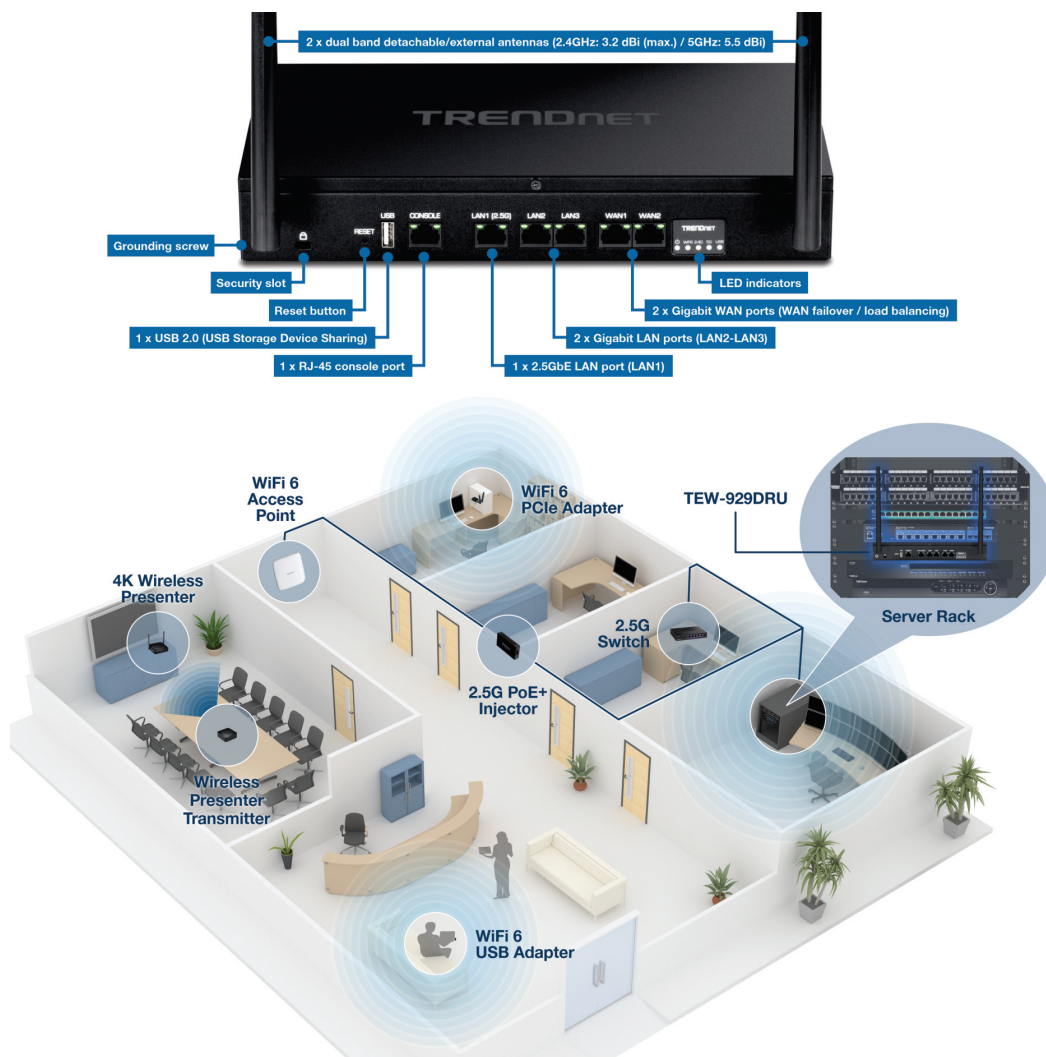 2 x dual band detachable/external antennas (2.4GHz: 3.2 dBi (max.) / 5GHz: 5.5 dBi)
TRENDNET
USB
CONSOLE
LAN1 (2.5G)
LAN2
LAN3
WAN1
WAN2
RESET
TRENDNET
2.4G
5G
USB
Grounding screw
Security slot
LED indicators
Reset button
2 x Gigabit WAN ports (WAN failover / load balancing)
1 x USB 2.0 (USB Storage Device Sharing)
2 x Gigabit LAN ports (LAN2-LAN3)
1 x RJ-45 console port
1 x 2.5GbE LAN port (LAN1)
WiFi 6
Access
Point
WiFi 6
PCIe Adapter
TEW-929DRU
Server Rack
4K Wireless
Presenter
2.5G
Switch
2.5G PoE+
Injector
Wireless
Presenter
Transmitter
WiFi 6
USB Adapter